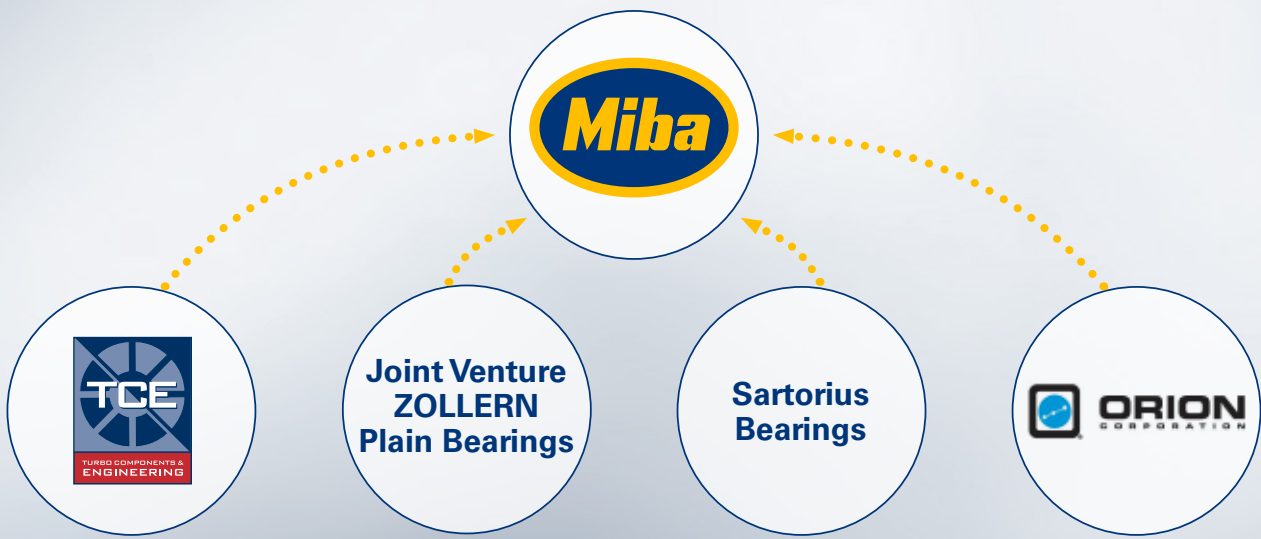 Miba
TCE
TURBO COMPONENTS &
ENGINEERING
Joint Venture
ZOLLERN
Plain Bearings
Sartorius
Bearings
ORION
CORPORATION